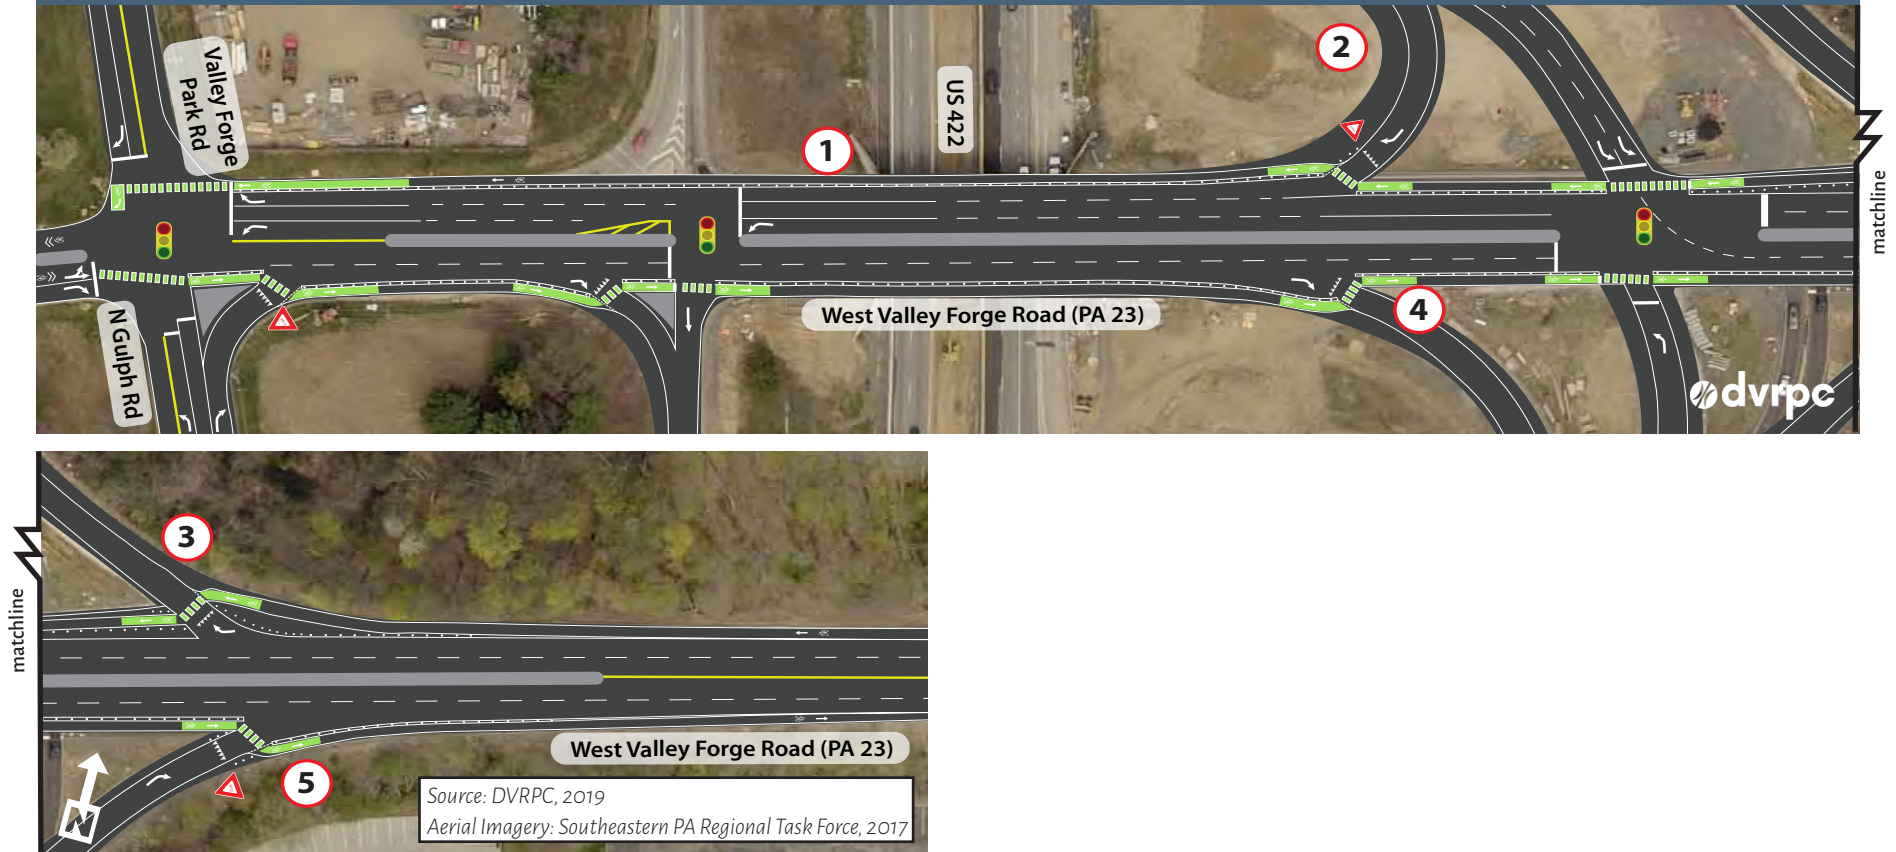 Valley Forge
Park Rd
US 422
1
2
matchline
West Valley Forge Road (PA 23)
4
N Gulph Rd
dvrpc
matchline
3
West Valley Forge Road (PA 23)
5
N
Source: DVRPC, 2019
Aerial Imagery: Southeastern PA Regional Task Force, 2017